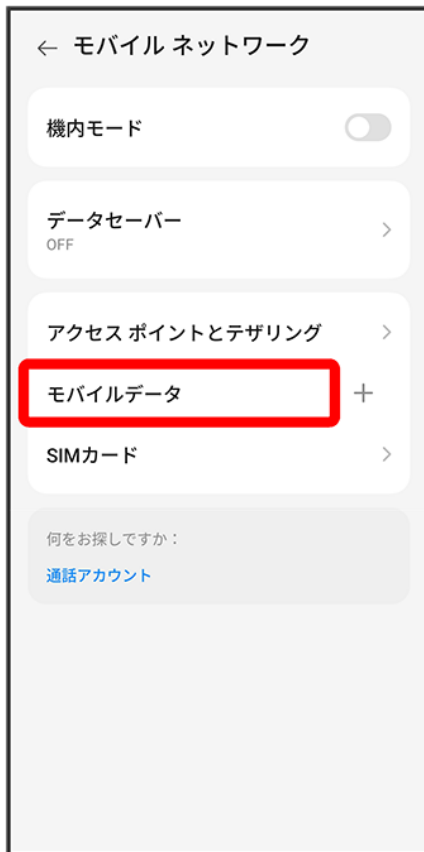 モバイル ネットワーク
機内モード
データセーバー
OFF
アクセス ポイントとテザリング
モバイルデータ
SIMカード
何をお探しですか：
通話アカウント